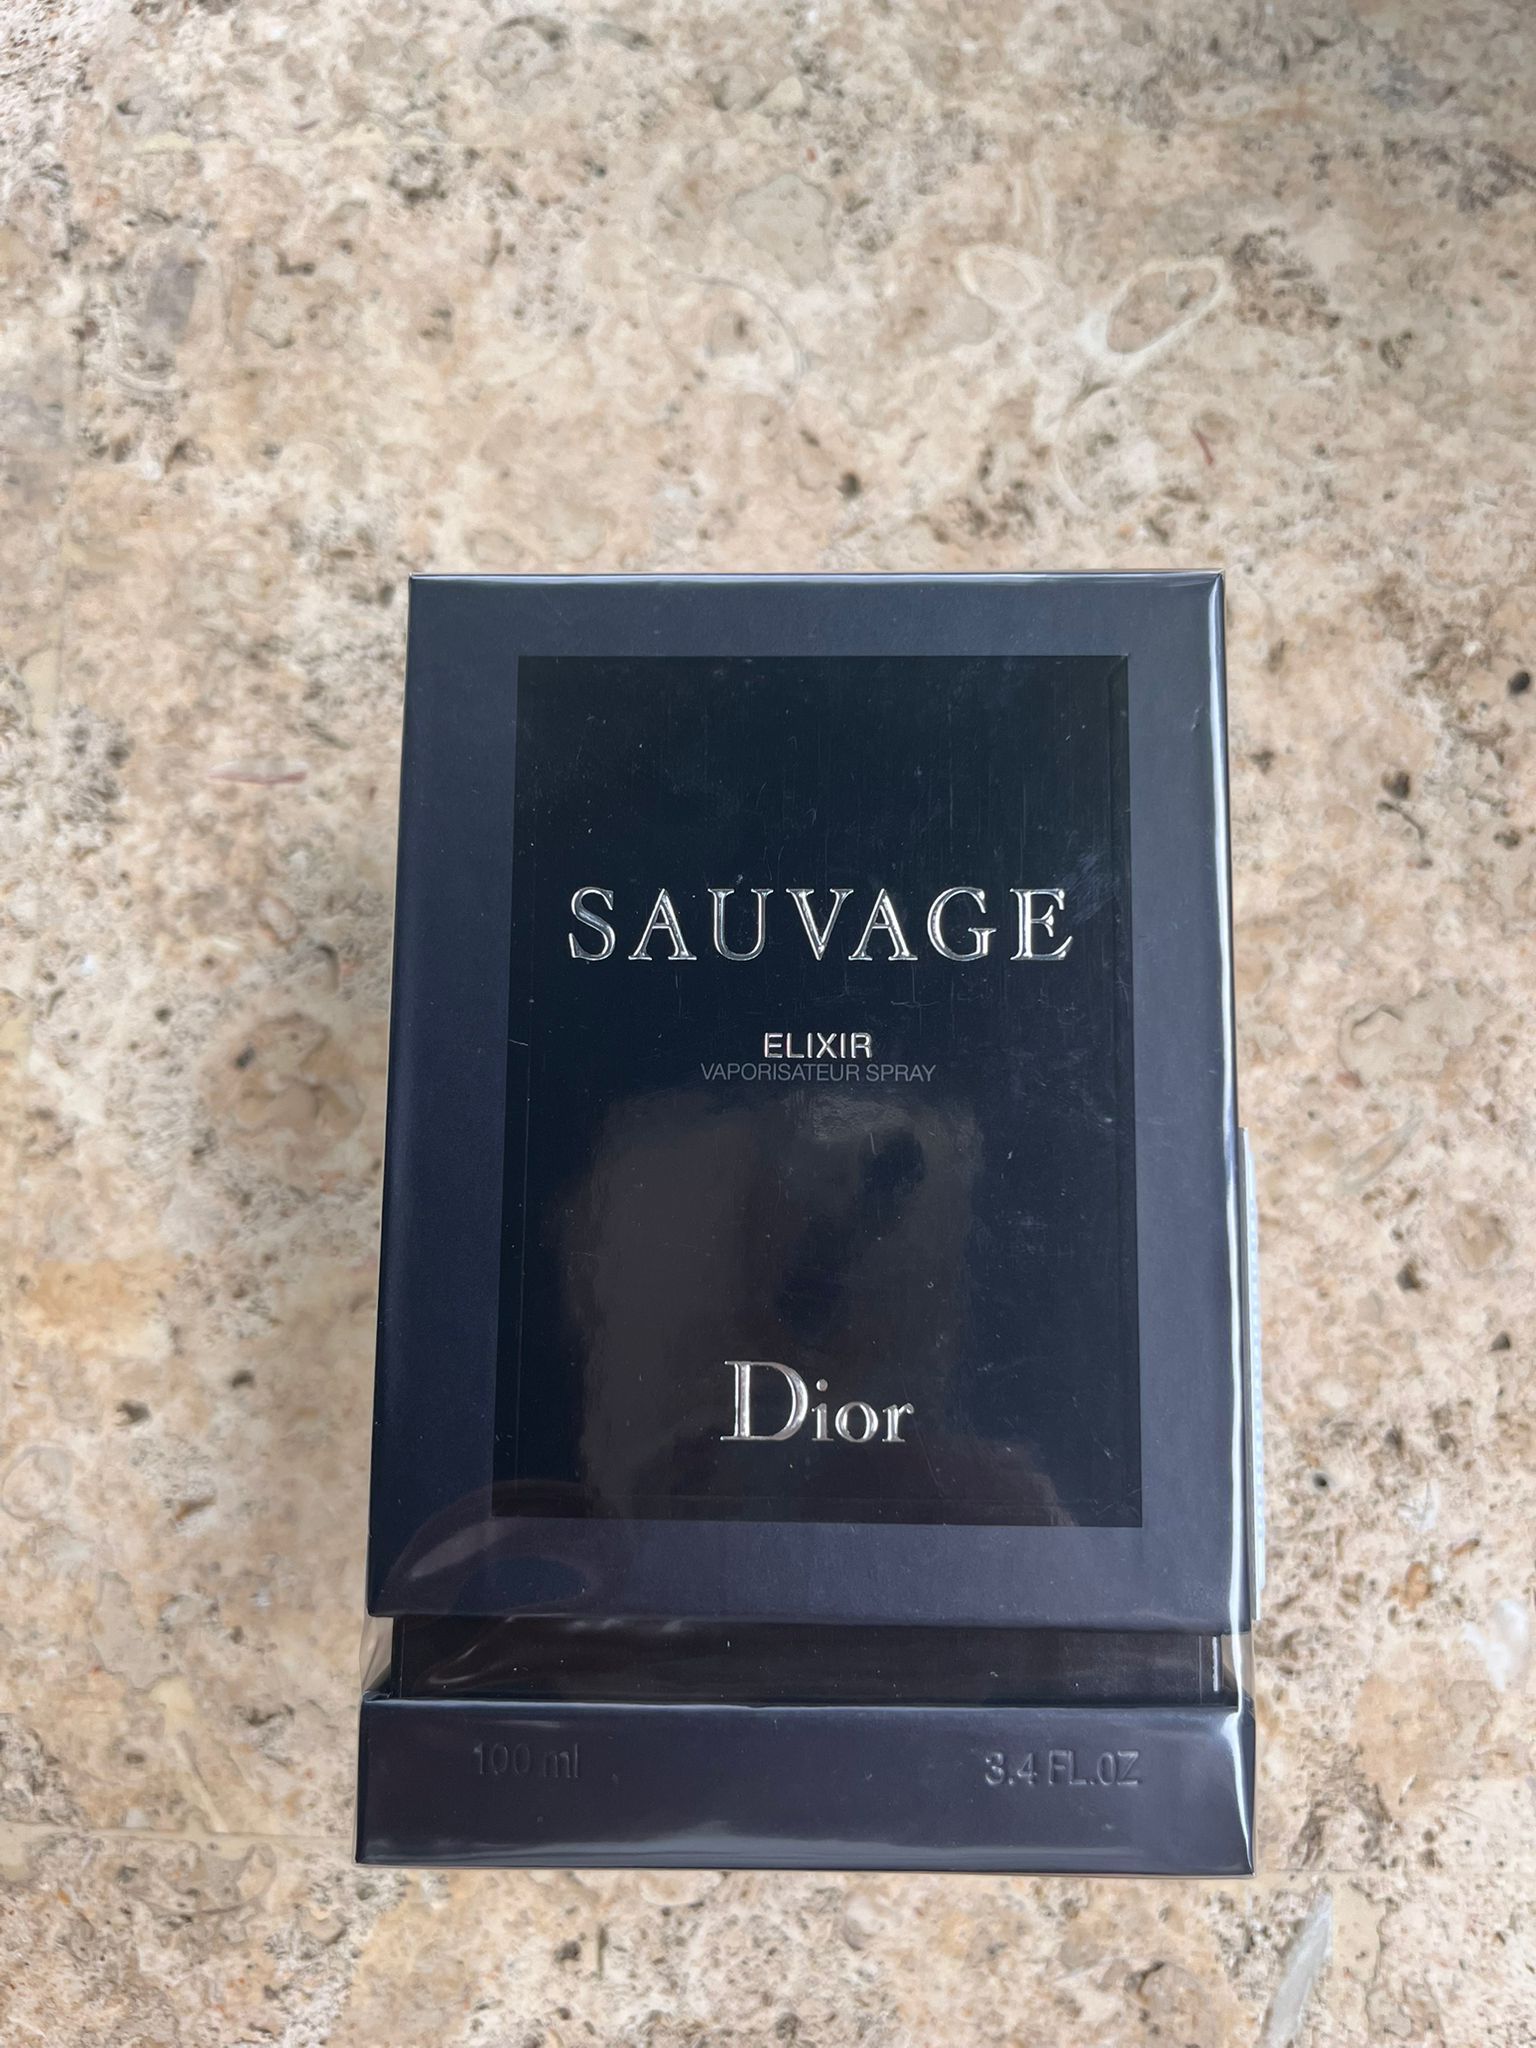 SAUVAGE
ELIXIR
VAPORISATEUR SPRAY
Dior
100 ml 3.4 FL.OZ